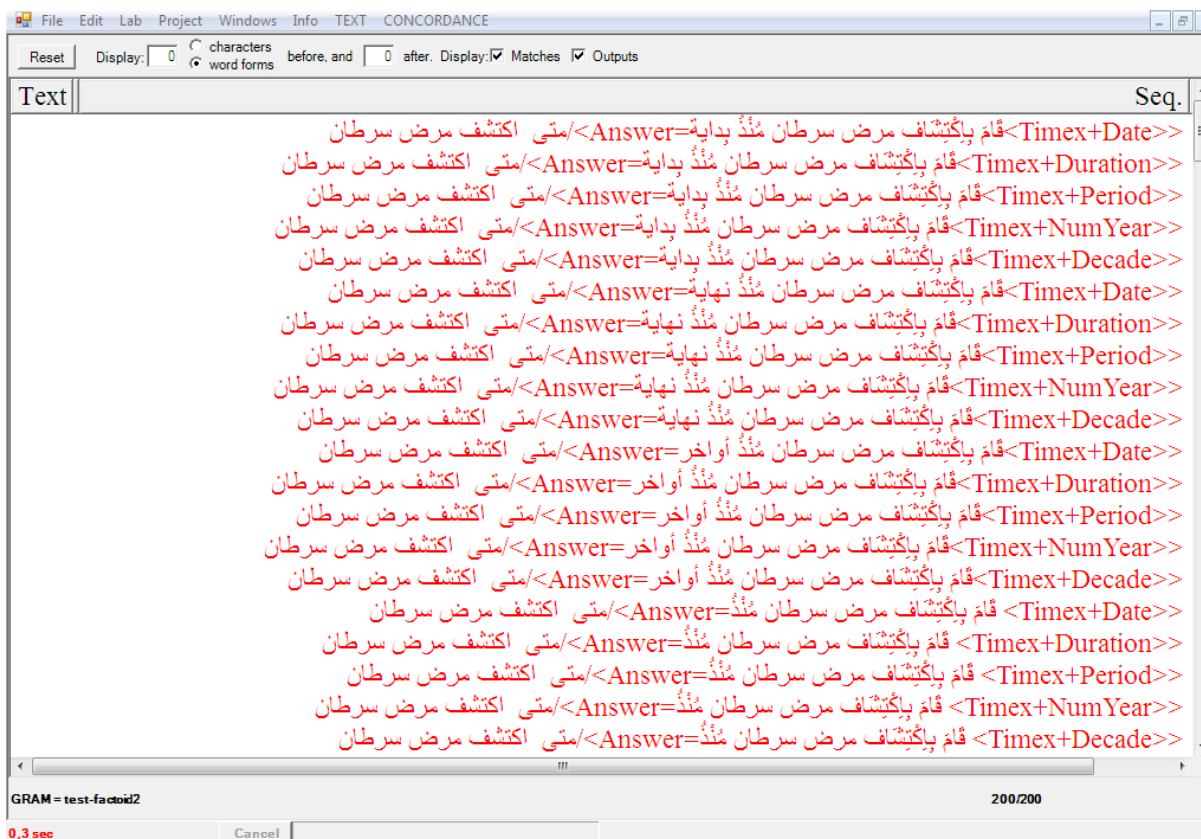 File Edit Lab Project Windows Info TEXT CONCORDANCE
Reset Display: 0 characters word forms before, and 0 after. Display: Matches Outputs
Text Seq.
<<Timex+Date>قَامَ بِاِكْتِشَاف مرض سرطان مُنْذُ بداية=Answer>/متى اكتشف مرض سرطان
<<Timex+Duration>قَامَ بِاِكْتِشَاف مرض سرطان مُنْذُ بداية=Answer>/متى اكتشف مرض سرطان
<<Timex+Period>قَامَ بِاِكْتِشَاف مرض سرطان مُنْذُ بداية=Answer>/متى اكتشف مرض سرطان
<<Timex+NumYear>قَامَ بِاِكْتِشَاف مرض سرطان مُنْذُ بداية=Answer>/متى اكتشف مرض سرطان
<<Timex+Decade>قَامَ بِاِكْتِشَاف مرض سرطان مُنْذُ بداية=Answer>/متى اكتشف مرض سرطان
<<Timex+Date>قَامَ بِاِكْتِشَاف مرض سرطان مُنْذُ نهاية=Answer>/متى اكتشف مرض سرطان
<<Timex+Duration>قَامَ بِاِكْتِشَاف مرض سرطان مُنْذُ نهاية=Answer>/متى اكتشف مرض سرطان
<<Timex+Period>قَامَ بِاِكْتِشَاف مرض سرطان مُنْذُ نهاية=Answer>/متى اكتشف مرض سرطان
<<Timex+NumYear>قَامَ بِاِكْتِشَاف مرض سرطان مُنْذُ نهاية=Answer>/متى اكتشف مرض سرطان
<<Timex+Decade>قَامَ بِاِكْتِشَاف مرض سرطان مُنْذُ نهاية=Answer>/متى اكتشف مرض سرطان
<<Timex+Date>قَامَ بِاِكْتِشَاف مرض سرطان مُنْذُ أواخر=Answer>/متى اكتشف مرض سرطان
<<Timex+Duration>قَامَ بِاِكْتِشَاف مرض سرطان مُنْذُ أواخر=Answer>/متى اكتشف مرض سرطان
<<Timex+Period>قَامَ بِاِكْتِشَاف مرض سرطان مُنْذُ أواخر=Answer>/متى اكتشف مرض سرطان
<<Timex+NumYear>قَامَ بِاِكْتِشَاف مرض سرطان مُنْذُ أواخر=Answer>/متى اكتشف مرض سرطان
<<Timex+Decade>قَامَ بِاِكْتِشَاف مرض سرطان مُنْذُ أواخر=Answer>/متى اكتشف مرض سرطان
<<Timex+Date> قَامَ بِاِكْتِشَاف مرض سرطان مُنْذُ=Answer>/متى اكتشف مرض سرطان
<<Timex+Duration> قَامَ بِاِكْتِشَاف مرض سرطان مُنْذُ=Answer>/متى اكتشف مرض سرطان
<<Timex+Period> قَامَ بِاِكْتِشَاف مرض سرطان مُنْذُ=Answer>/متى اكتشف مرض سرطان
<<Timex+NumYear> قَامَ بِاِكْتِشَاف مرض سرطان مُنْذُ=Answer>/متى اكتشف مرض سرطان
<<Timex+Decade> قَامَ بِاِكْتِشَاف مرض سرطان مُنْذُ=Answer>/متى اكتشف مرض سرطان
GRAM = test-factoid2 200/200
0,3 sec Cancel